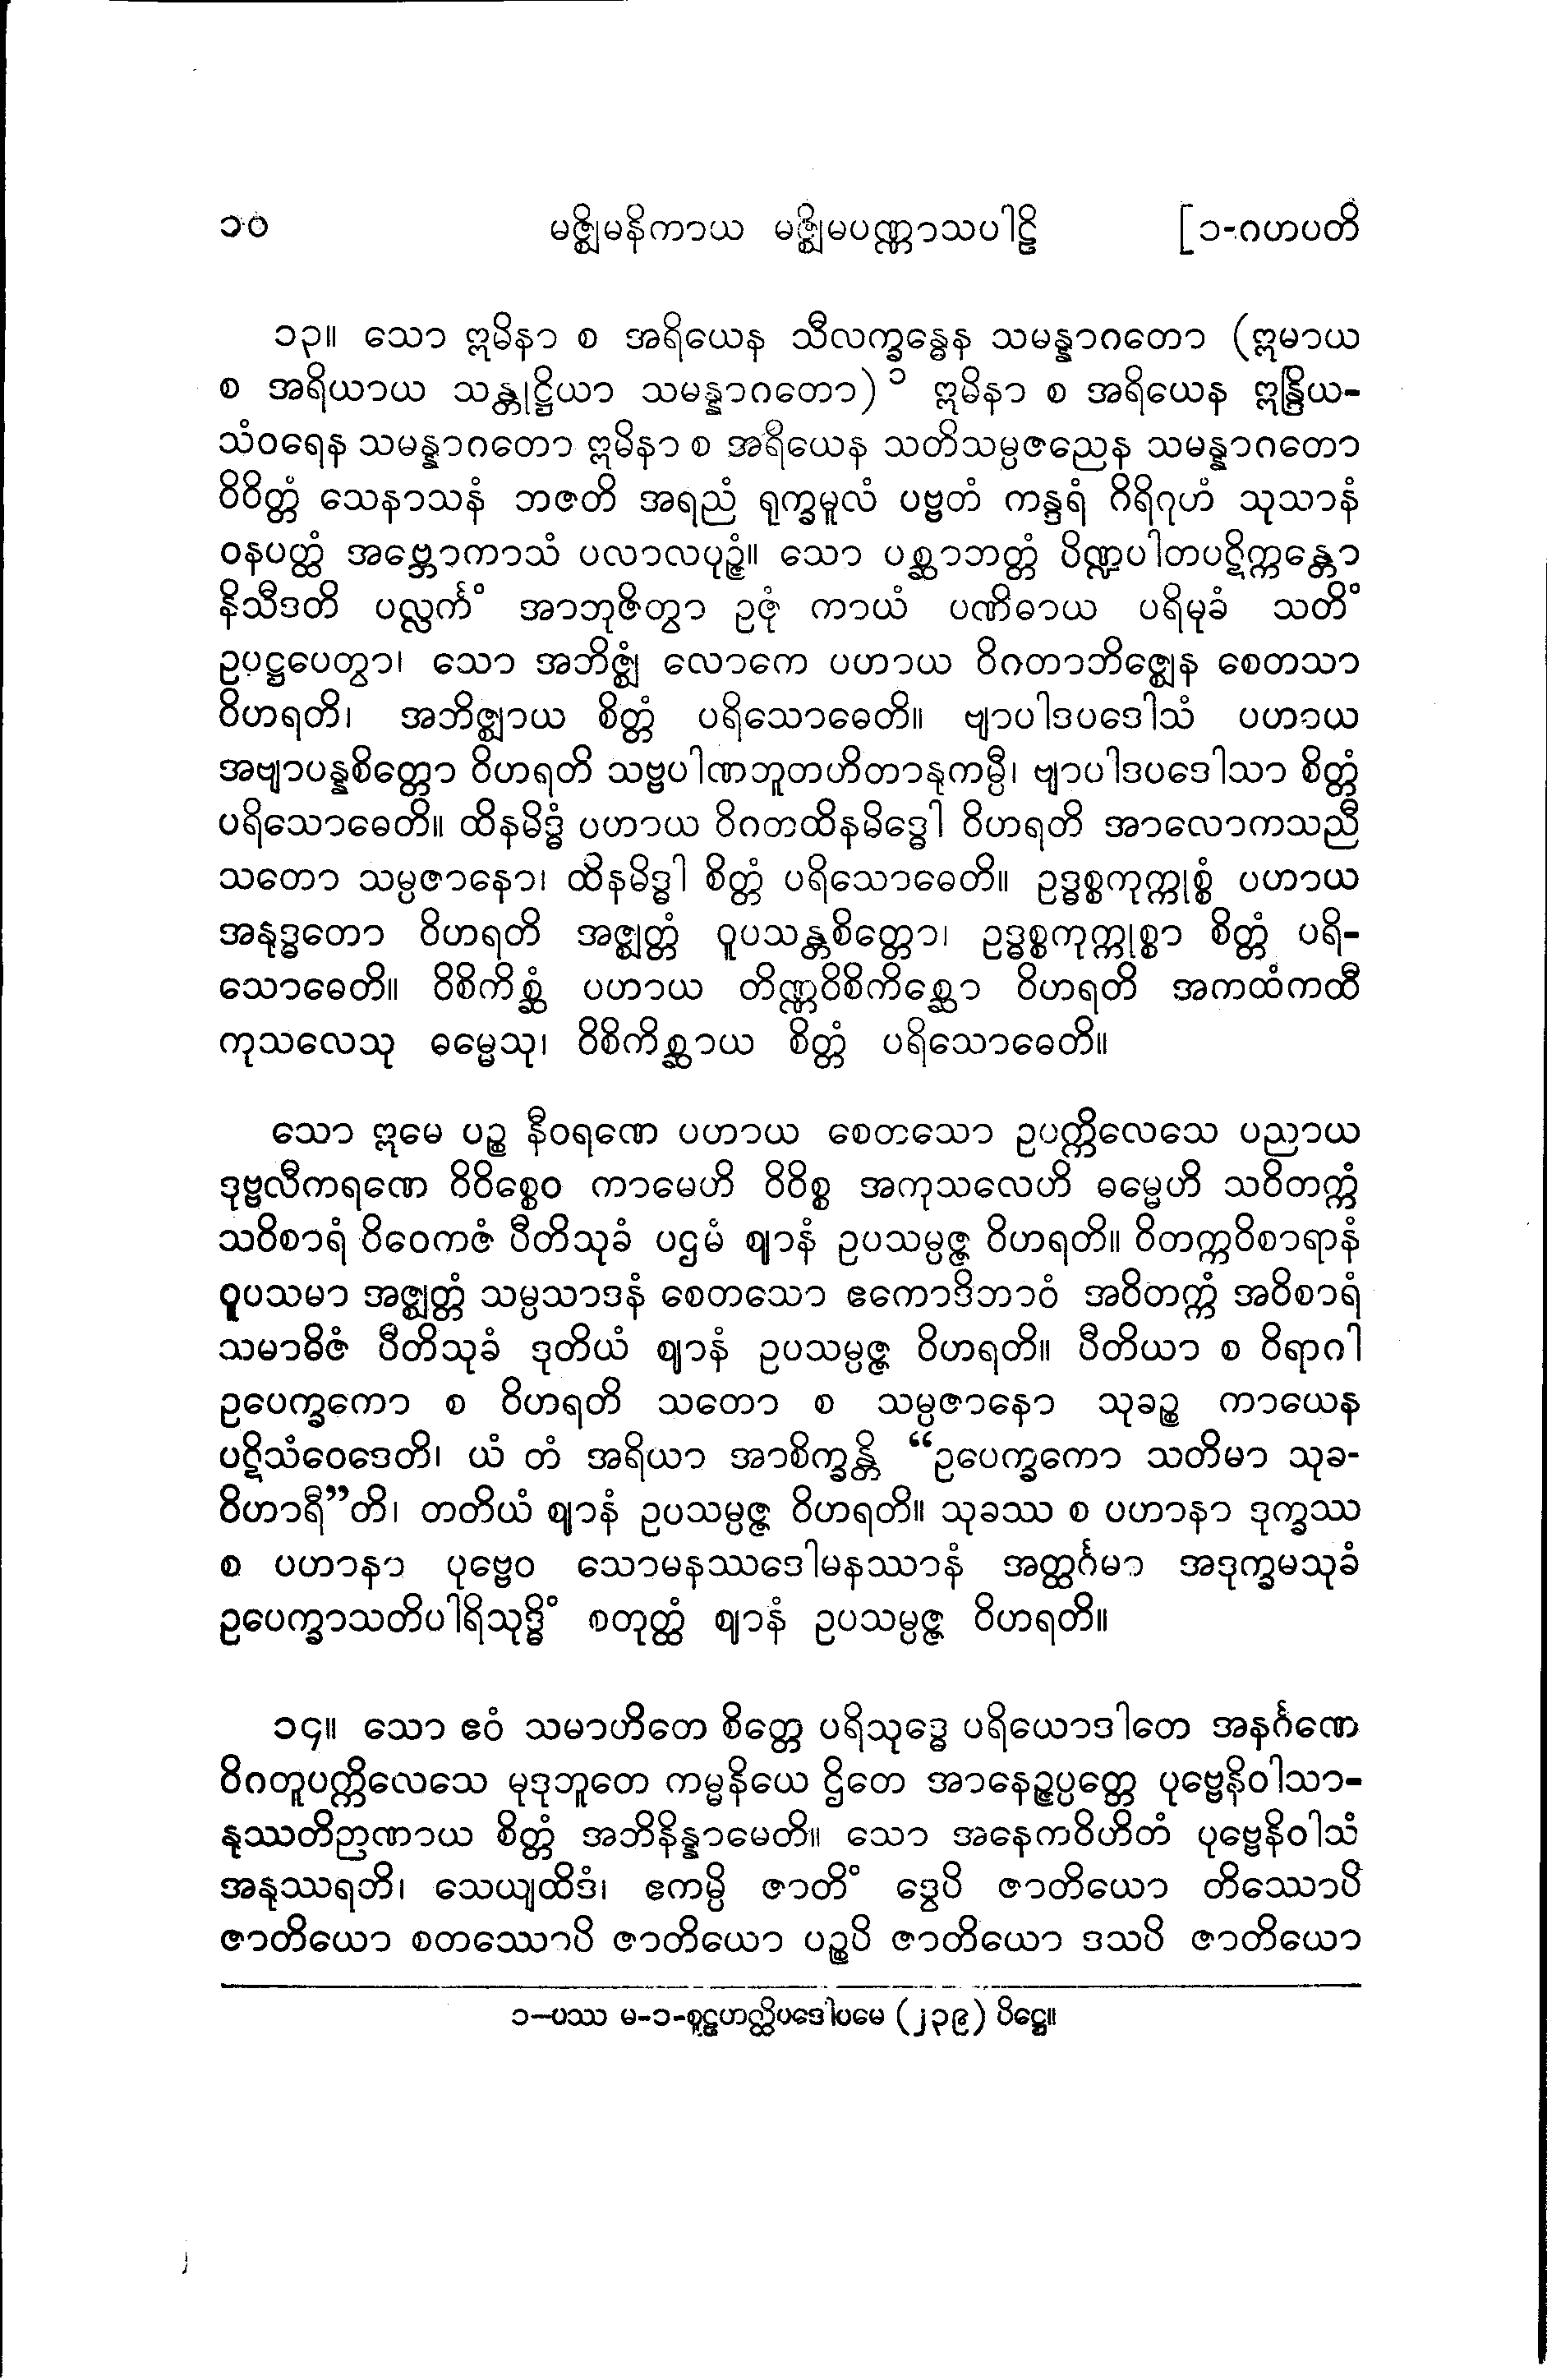 ၁၀ မဇ္ဈိမနိကာယ မဇ္ဈိမပဏ္ဏာသပါဠိ [၁-ဂဟပတိ
၁၃။ သော ဣမိနာ စ အရိယေန သီလက္ခန္ဓေန သမန္နာဂတော (ဣမာယ
စ အရိယာယ သန္တုဋ္ဌိယာ သမန္နာဂတော)၁ ဣမိနာ စ အရိယေန ဣန္ဒြိယ-
သံဝရေန သမန္နာဂတော ဣမိနာ စ အရိယေန သတိသမ္ပဇညေန သမန္နာဂတော
ဝိဝိတ္တံ သေနာသနံ ဘဇတိ အရညံ ရုက္ခမူလံ ပဗ္ဗတံ ကန္ဒရံ ဂိရိဂုဟံ သုသာနံ
ဝနပတ္ထံ အဗ္ဘောကာသံ ပလာလပုဉ္ဇံ။ သော ပစ္ဆာဘတ္တံ ပိဏ္ဍပါတပဋိက္ကန္တော
နိသီဒတိ ပလ္လင်္ကံ အာဘုဇိတွာ ဥဇုံ ကာယံ ပဏိဓာယ ပရိမုခံ သတိံ
ဥပဋ္ဌပေတွာ၊ သော အဘိဇ္ဈံ လောကေ ပဟာယ ဝိဂတာဘိဇ္ဈေန စေတသာ
ဝိဟရတိ၊ အဘိဇ္ဈာယ စိတ္တံ ပရိသောဓေတိ။ ဗျာပါဒပဒေါသံ ပဟာယ
အဗျာပန္နစိတ္တော ဝိဟရတိ သဗ္ဗပါဏဘူတဟိတာနုကမ္ပီ၊ ဗျာပါဒပဒေါသာ စိတ္တံ
ပရိသောဓေတိ။ ထိနမိဒ္ဓံ ပဟာယ ဝိဂတထိနမိဒ္ဓေါ ဝိဟရတိ အာလောကသညီ
သတော သမ္ပဇာနော၊ ထိနမိဒ္ဓါ စိတ္တံ ပရိသောဓေတိ။ ဥဒ္ဓစ္စကုက္ကုစ္စံ ပဟာယ
အနုဒ္ဓတော ဝိဟရတိ အဇ္ဈတ္တံ ဝူပသန္တစိတ္တော၊ ဥဒ္ဓစ္စကုက္ကုစ္စာ စိတ္တံ ပရိ-
သောဓေတိ။ ဝိစိကိစ္ဆံ ပဟာယ တိဏ္ဏဝိစိကိစ္ဆော ဝိဟရတိ အကထံကထီ
ကုသလေသု ဓမ္မေသု၊ ဝိစိကိစ္ဆာယ စိတ္တံ ပရိသောဓေတိ။
သော ဣမေ ပဉ္စ နီဝရဏေ ပဟာယ စေတသော ဥပက္ကိလေသေ ပညာယ
ဒုဗ္ဗလီကရဏေ ဝိဝိစ္စေဝ ကာမေဟိ ဝိဝိစ္စ အကုသလေဟိ ဓမ္မေဟိ သဝိတက္ကံ
သဝိစာရံ ဝိဝေကဇံ ပီတိသုခံ ပဌမံ ဈာနံ ဥပသမ္ပဇ္ဇ ဝိဟရတိ။ ဝိတက္ကဝိစာရာနံ
ဝူပသမာ အဇ္ဈတ္တံ သမ္ပသာဒနံ စေတသော ဧကောဒိဘာဝံ အဝိတက္ကံ အဝိစာရံ
သမာဓိဇံ ပီတိသုခံ ဒုတိယံ ဈာနံ ဥပသမ္ပဇ္ဇ ဝိဟရတိ။ ပီတိယာ စ ဝိရာဂါ
ဥပေက္ခကော စ ဝိဟရတိ သတော စ သမ္ပဇာနော သုခဉ္စ ကာယေန
ပဋိသံဝေဒေတိ၊ ယံ တံ အရိယာ အာစိက္ခန္တိ “ဥပေက္ခကော သတိမာ သုခ-
ဝိဟာရီ”တိ၊ တတိယံ ဈာနံ ဥပသမ္ပဇ္ဇ ဝိဟရတိ။ သုခဿ စ ပဟာနာ ဒုက္ခဿ
စ ပဟာနာ ပုဗ္ဗေဝ သောမနဿဒေါမနဿာနံ အတ္ထင်္ဂမာ အဒုက္ခမသုခံ
ဥပေက္ခာသတိပါရိသုဒ္ဓိံ စတုတ္ထံ ဈာနံ ဥပသမ္ပဇ္ဇ ဝိဟရတိ။
၁၄။ သော ဧဝံ သမာဟိတေ စိတ္တေ ပရိသုဒ္ဓေ ပရိယောဒါတေ အနင်္ဂဏေ
ဝိဂတူပက္ကိလေသေ မုဒုဘူတေ ကမ္မနိယေ ဌိတေ အာနေဉ္ဇပ္ပတ္တေ ပုဗ္ဗေနိဝါသာ-
နုဿတိဉာဏာယ စိတ္တံ အဘိနိန္နာမေတိ။ သော အနေကဝိဟိတံ ပုဗ္ဗေနိဝါသံ
အနုဿရတိ၊ သေယျထိဒံ၊ ဧကမ္ပိ ဇာတိံ ဒွေပိ ဇာတိယော တိဿောပိ
ဇာတိယော စတဿောပိ ဇာတိယော ပဉ္စပိ ဇာတိယော ဒသပိ ဇာတိယော
၁-ပဿ မ-၁-စူဠဟတ္ထိပဒေါပမေ (၂၃၉) ပိဋ္ဌေ။